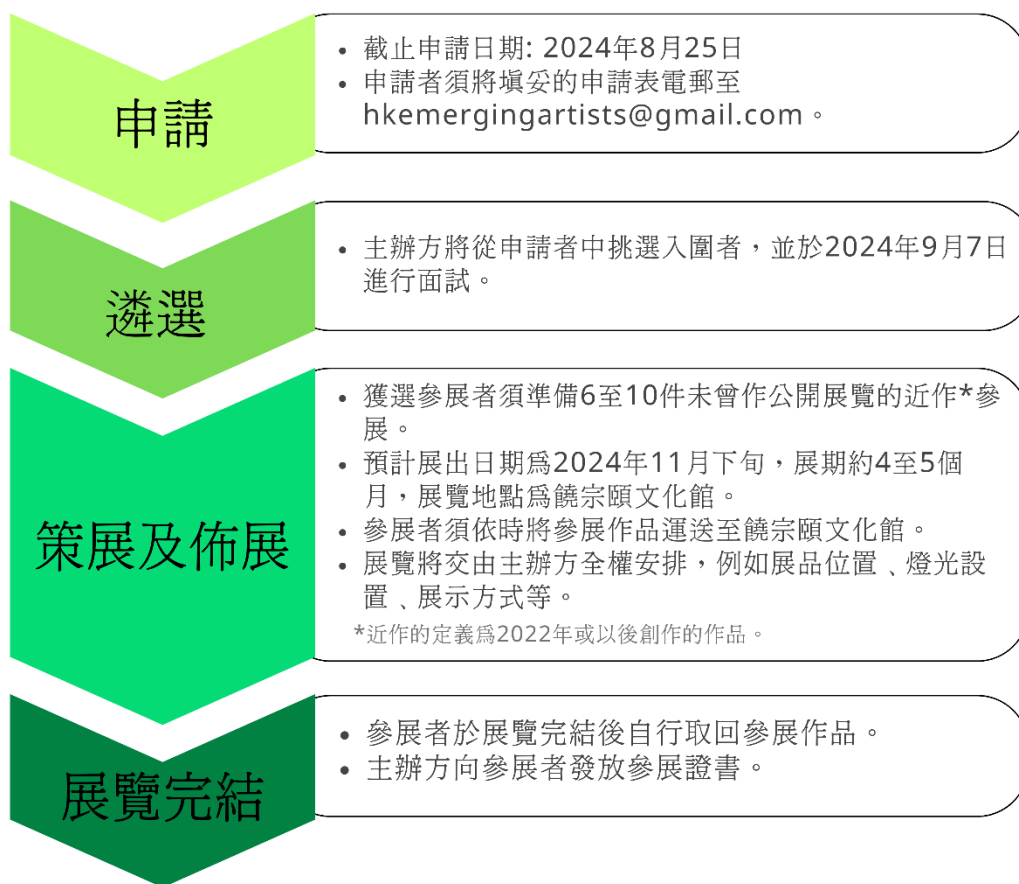 申請
• 截止申請日期: 2024年8月25日
• 申請者須將填妥的申請表電郵至
hkemergingartists@gmail.com。
遴選
• 主辦方將從申請者中挑選入圍者，並於2024年9月7日
進行面試。
策展及佈展
• 獲選參展者須準備6至10件未曾作公開展覽的近作*參
展。
• 預計展出日期為2024年11月下旬，展期約4至5個
月，展覽地點為饒宗頤文化館。
• 參展者須依時將參展作品運送至饒宗頤文化館。
• 展覽將交由主辦方全權安排，例如展品位置、燈光設
置、展示方式等。
*近作的定義為2022年或以後創作的作品。
展覽完結
• 參展者於展覽完結後自行取回參展作品。
• 主辦方向參展者發放參展證書。